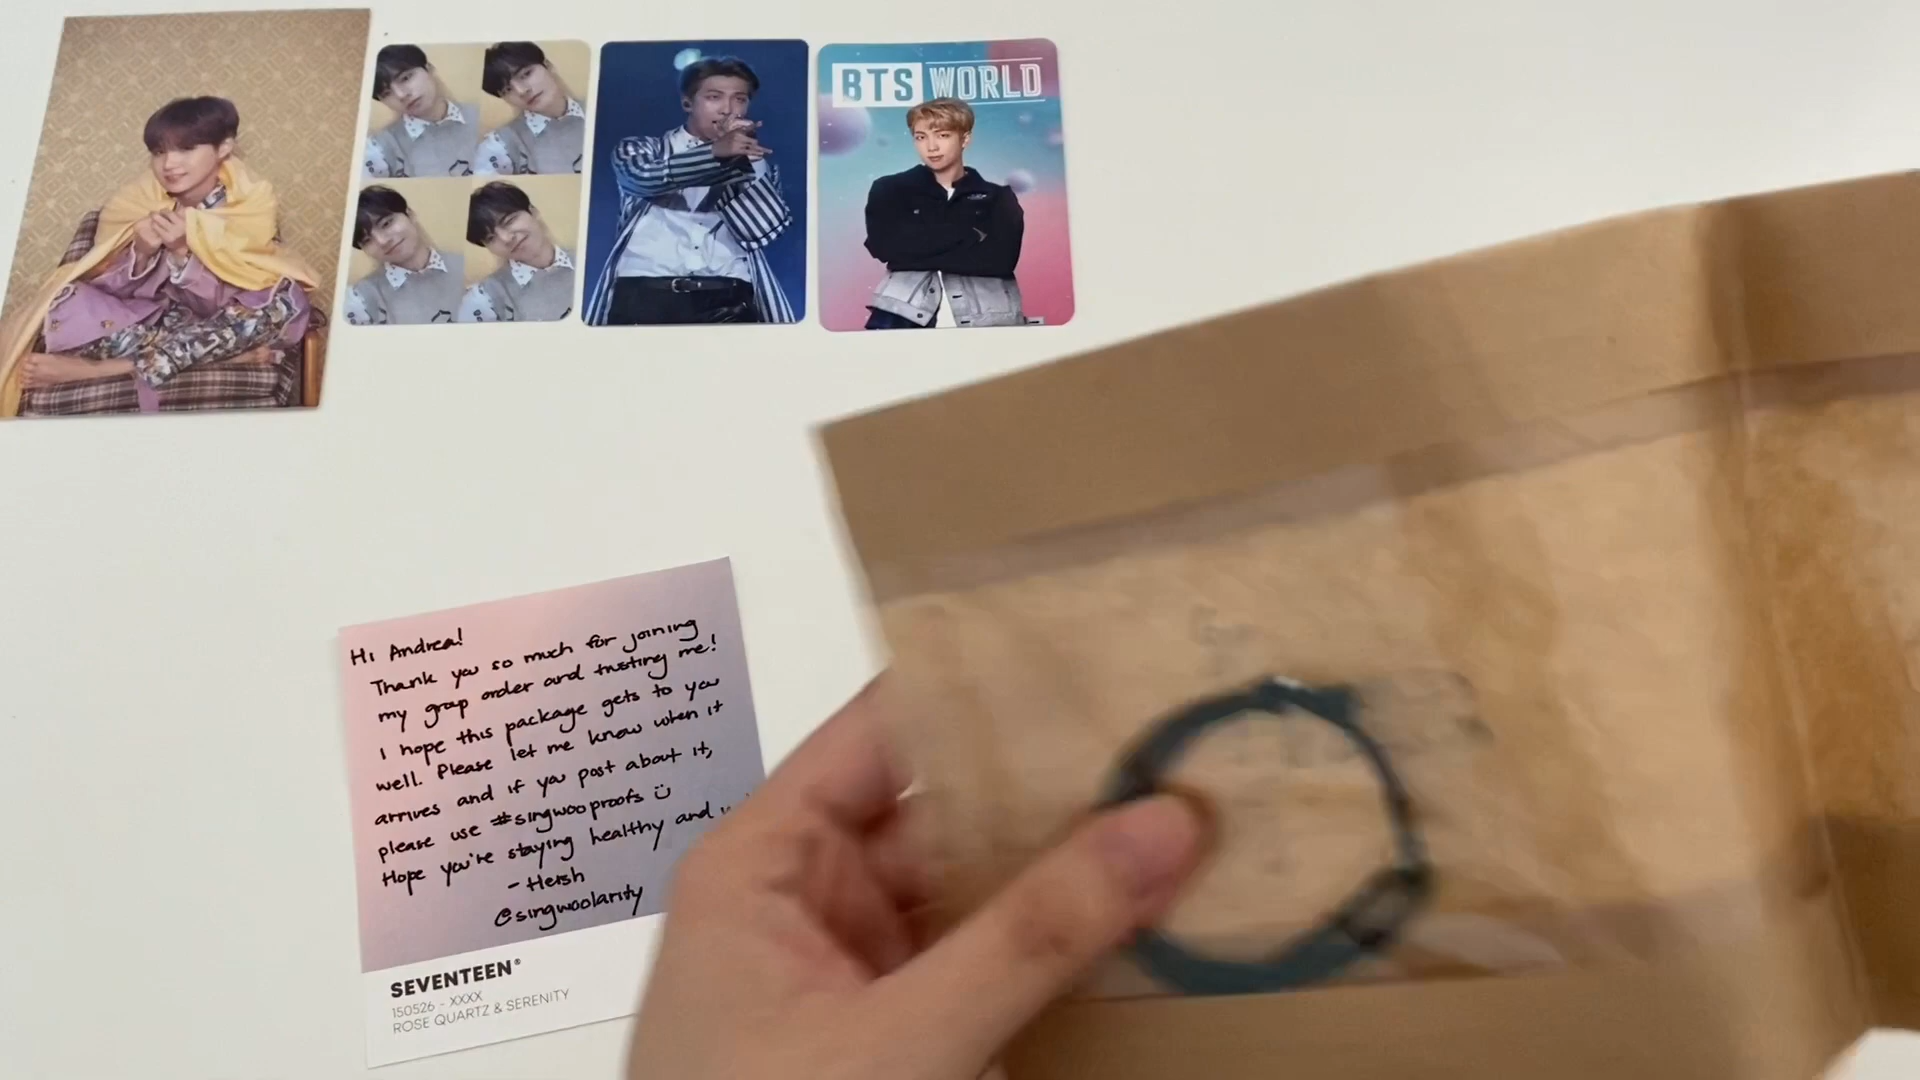 BTS WORLD
Hi Andrea!
Thank you so much for joining
my group order and trusting me!
I hope this package gets to you
well. Please let me know when it
arrives and if you post about it,
please use #singwooproofs ü
Hope you're staying healthy and
- Hersh
@singwoolarity
SEVENTEEN®
150526 - XXXX
ROSE QUARTZ & SERENITY